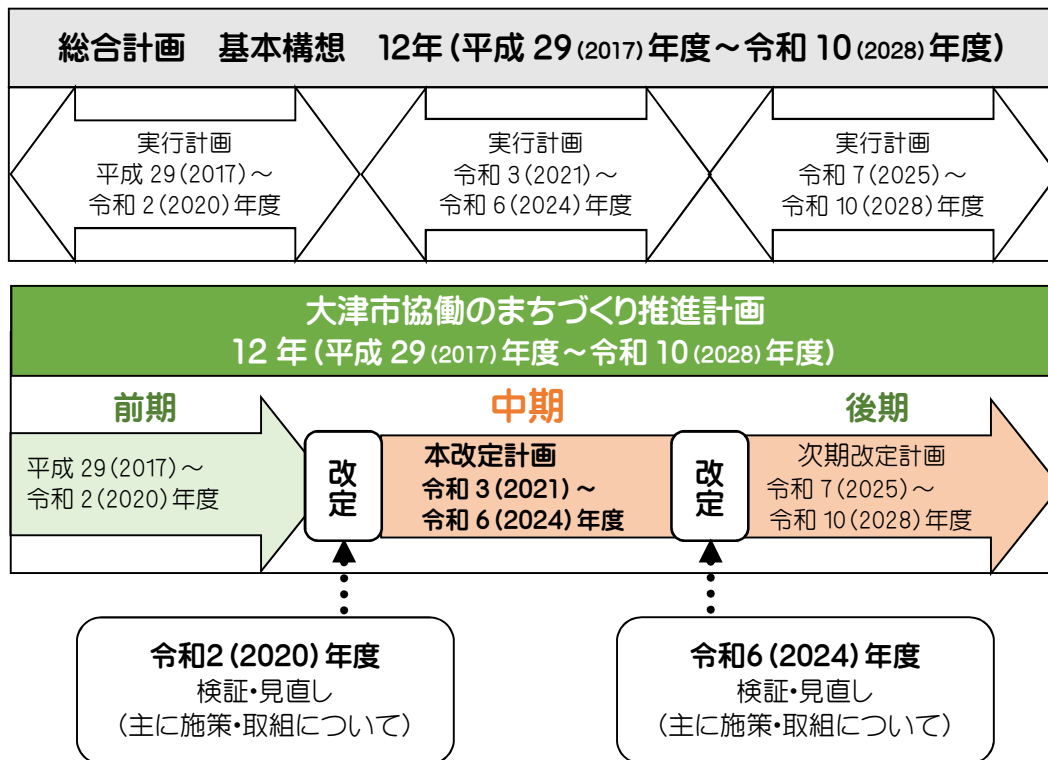 総合計画　基本構想　12年(平成 29(2017)年度～令和 10(2028)年度)
実行計画
平成 29(2017)～
令和 2(2020)年度
実行計画
令和 3(2021)～
令和 6(2024)年度
実行計画
令和 7(2025)～
令和 10(2028)年度
大津市協働のまちづくり推進計画
12 年(平成 29(2017)年度～令和 10(2028)年度)
前期
平成 29(2017)～
令和 2(2020)年度
改定
中期
本改定計画
令和 3(2021)～
令和 6(2024)年度
改定
後期
次期改定計画
令和 7(2025)～
令和 10(2028)年度
令和2(2020)年度
検証・見直し
(主に施策・取組について)
令和6(2024)年度
検証・見直し
(主に施策・取組について)